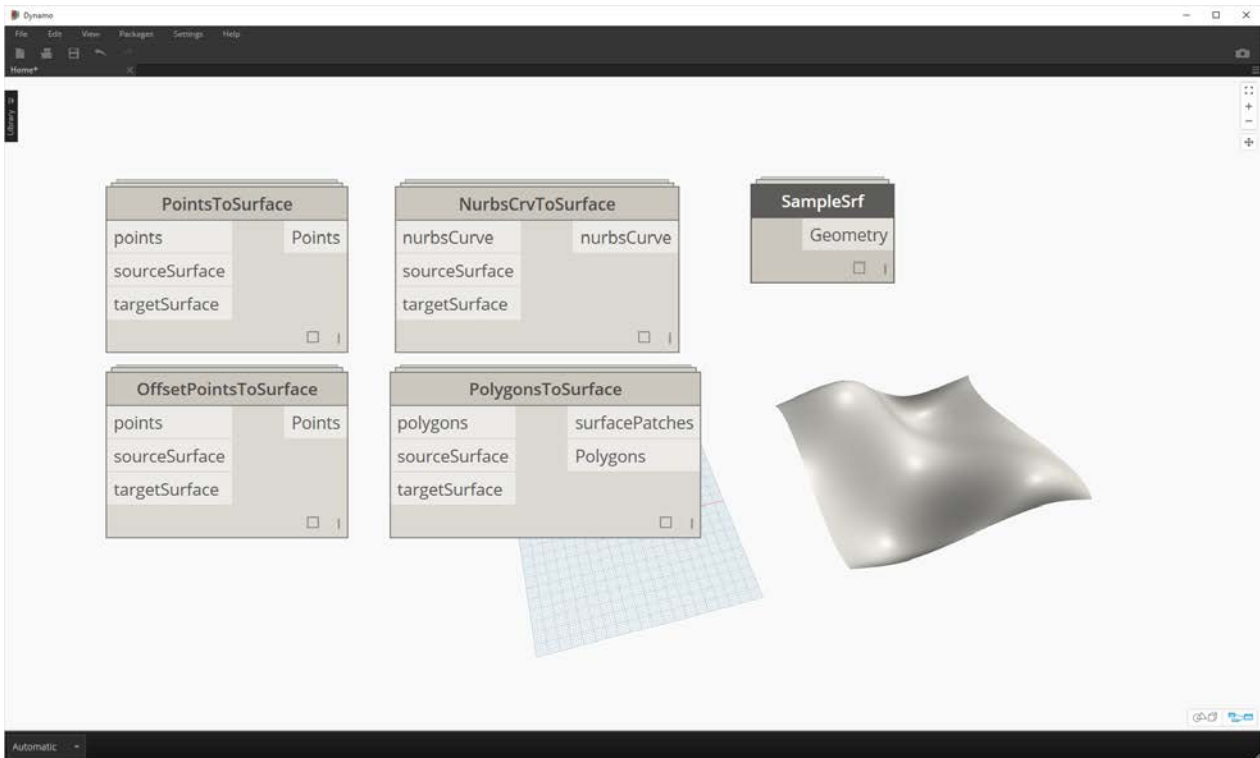 Dynamo
File Edit View Packages Settings Help
Home*
Library
PointsToSurface
points Points
sourceSurface
targetSurface
NurbsCrvToSurface
nurbsCurve nurbsCurve
sourceSurface
targetSurface
SampleSrf
Geometry
OffsetPointsToSurface
points Points
sourceSurface
targetSurface
PolygonsToSurface
polygons surfacePatches
sourceSurface Polygons
targetSurface
Automatic